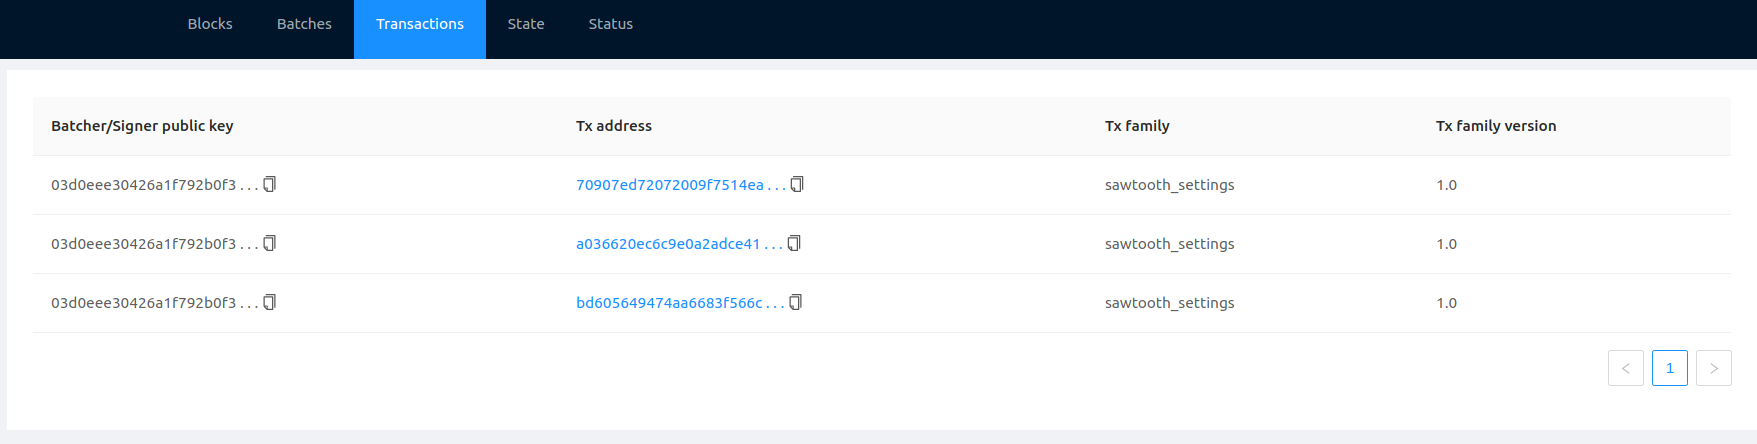 Blocks Batches Transactions State Status
Batcher/Signer public key Tx address Tx family Tx family version
03d0eee30426a1f792b0f3 . . . 70907ed72072009f7514ea . . . sawtooth_settings 1.0
03d0eee30426a1f792b0f3 . . . a036620ec6c9e0a2adce41 . . . sawtooth_settings 1.0
03d0eee30426a1f792b0f3 . . . bd605649474aa6683f566c . . . sawtooth_settings 1.0
< 1 >